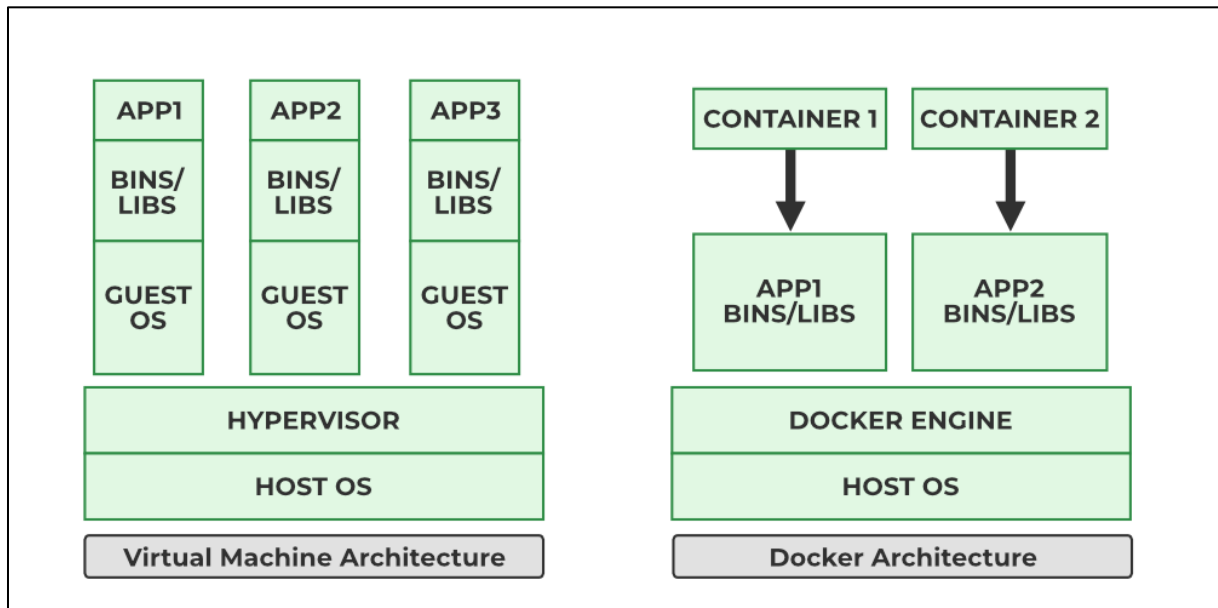 APP1
BINS/
LIBS
GUEST
OS
APP2
BINS/
LIBS
GUEST
OS
APP3
BINS/
LIBS
GUEST
OS
HYPERVISOR
HOST OS
Virtual Machine Architecture
CONTAINER 1
APP1
BINS/LIBS
CONTAINER 2
APP2
BINS/LIBS
DOCKER ENGINE
HOST OS
Docker Architecture